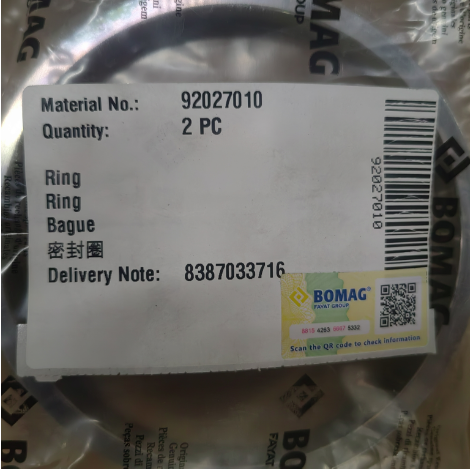 Material No.: 92027010
Quantity: 2 PC
Ring
Ring
Bague
密封圈
Delivery Note: 8387033716
92027010
BOMAG®
FAYAT GROUP
Scan the QR code to check information
BOMAG
BOMAG
BOMAG
FAYAT